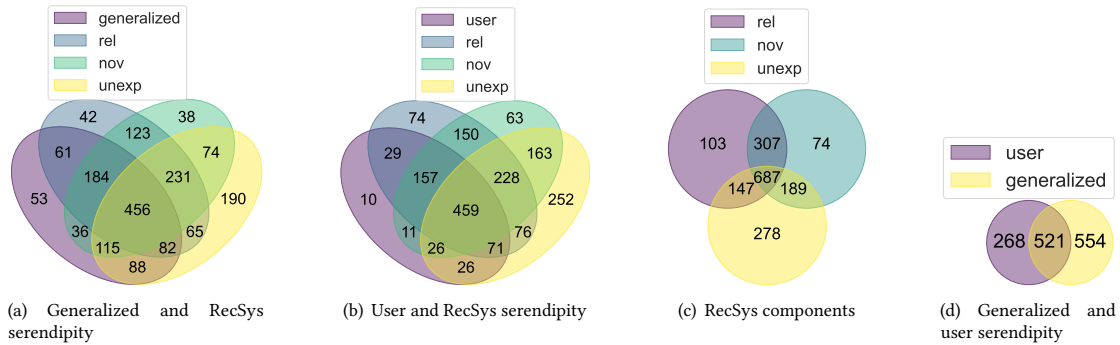 generalized
rel
nov
unexp
42
38
61
123
74
53
184
231
190
456
36
65
115
82
88
(a) Generalized and RecSys
serendipity
user
rel
nov
unexp
74
63
29
150
163
10
157
228
252
459
11
76
26
71
26
(b) User and RecSys serendipity
rel
nov
unexp
103
307
74
687
147
189
278
(c) RecSys components
user
generalized
268
521
554
(d) Generalized and
user serendipity